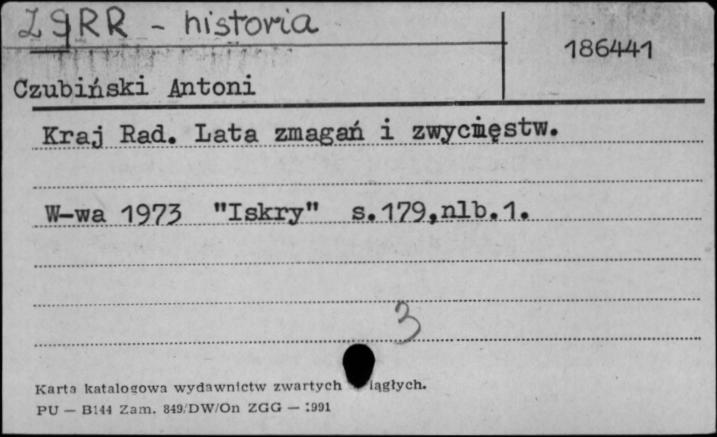 ZSRR - historia
186441
Czubiński Antoni
Kraj Rad. Lata zmagań i zwycięstw.
W-wa 1973 "Iskry" s.179,nlb.1.
3
Karta katalogowa wydawnictw zwartych iągłych.
PU — B144 Zam. 849/DW/On ZGG — 1991